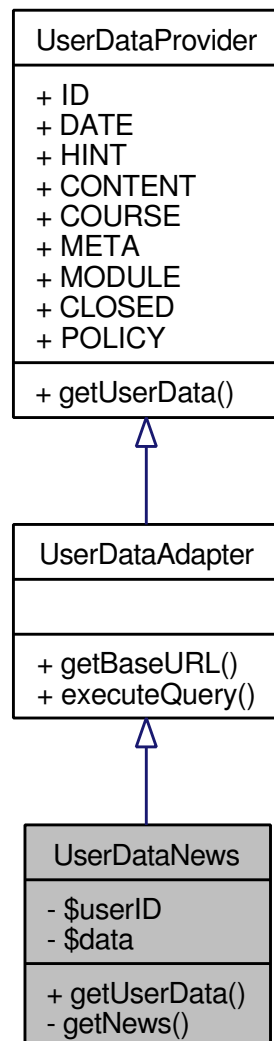 UserDataProvider
+ ID
+ DATE
+ HINT
+ CONTENT
+ COURSE
+ META
+ MODULE
+ CLOSED
+ POLICY
+ getUserData()
UserDataAdapter
+ getBaseURL()
+ executeQuery()
UserDataNews
- $userID
- $data
+ getUserData()
- getNews()